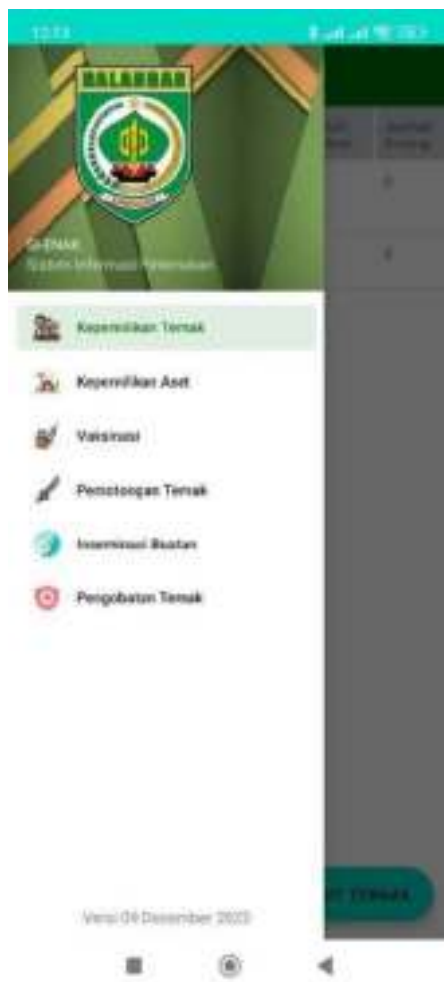 BALANGAN
SI-ENAK
Sistem Informasi Peternakan
Kepemilikan Ternak
Kepemilikan Aset
Vaksinasi
Pemotongan Ternak
Inseminasi Buatan
Pengobatan Ternak
TERNAK
Versi 04 Desember 2023